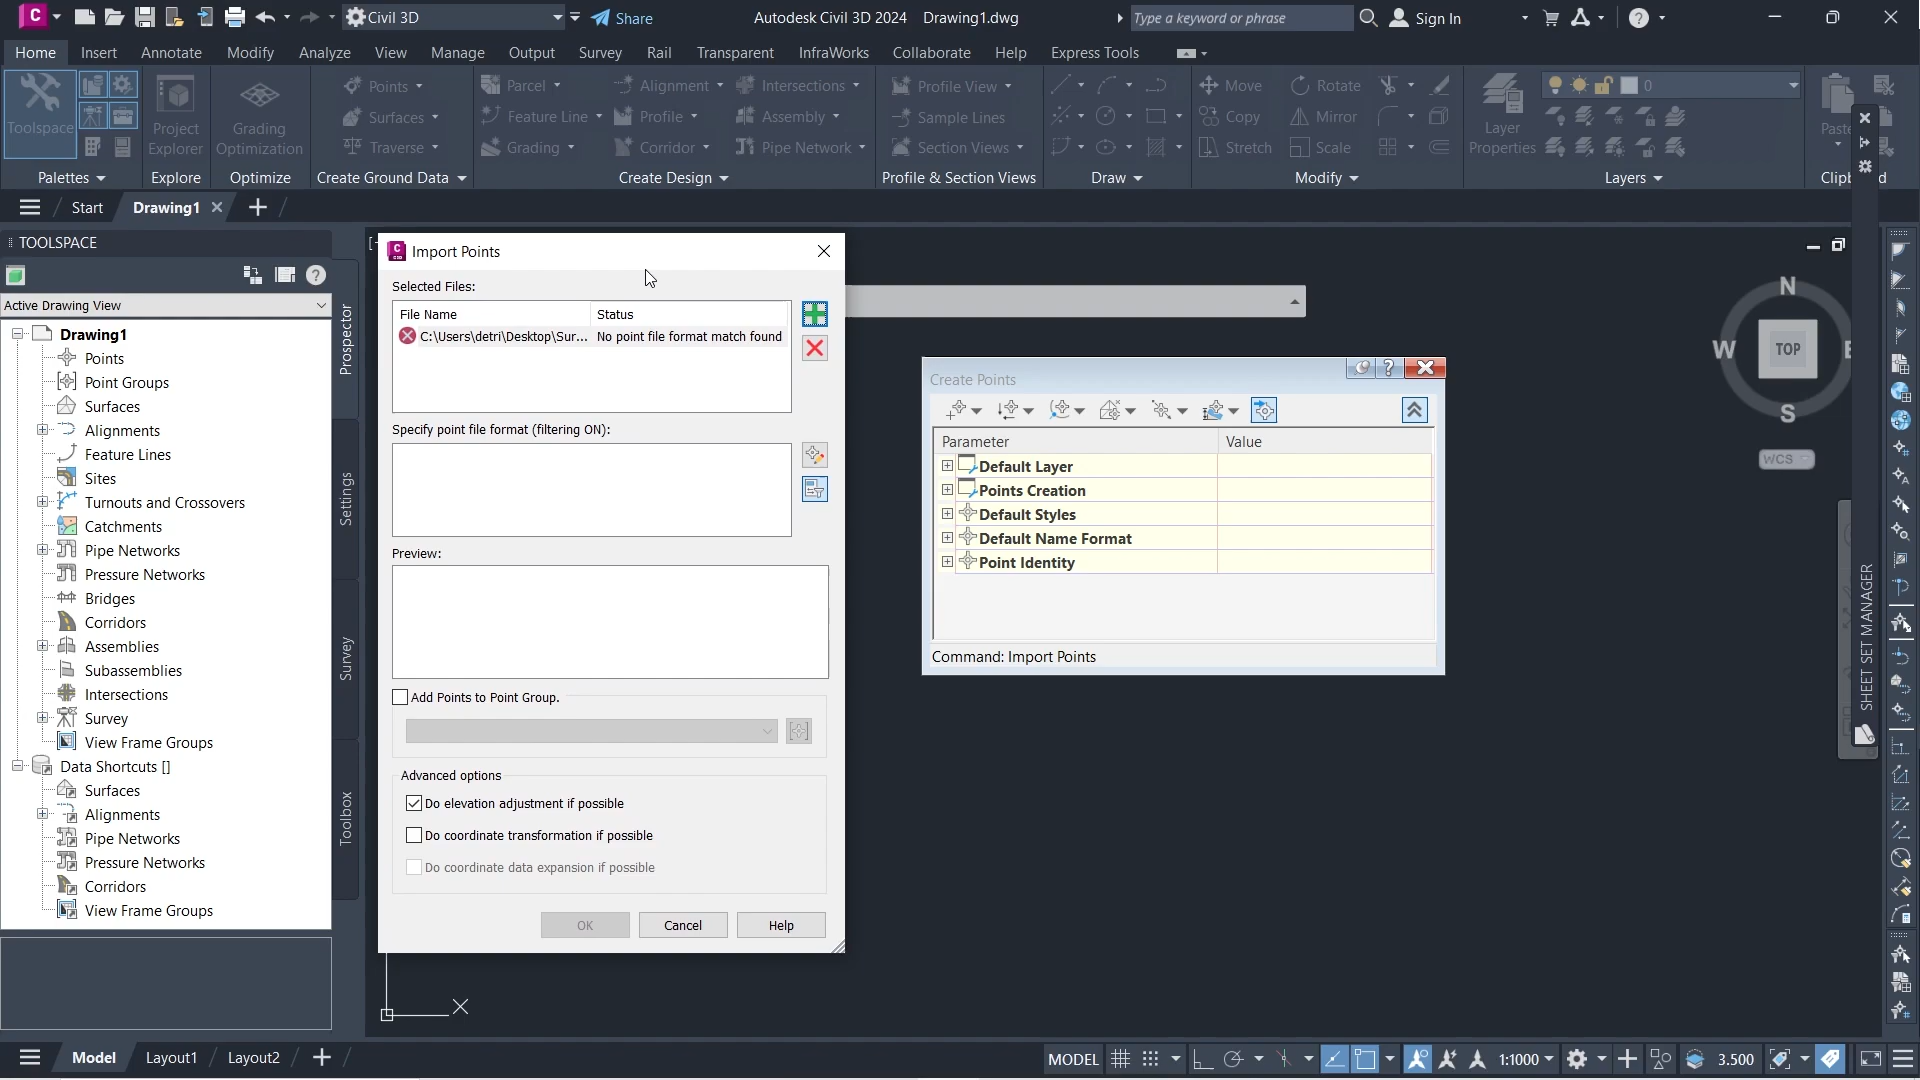 Civil 3D
Share
Autodesk Civil 3D 2024 Drawing1.dwg
Type a keyword or phrase
Sign In
Home Insert Annotate Modify Analyze View Manage Output Survey Rail Transparent InfraWorks Collaborate Help Express Tools
Toolspace
Project Explorer
Grading Optimization
Points
Surfaces
Traverse
Parcel
Feature Line
Grading
Alignment
Profile
Corridor
Intersections
Assembly
Pipe Network
Profile View
Sample Lines
Section Views
Move
Copy
Stretch
Rotate
Mirror
Scale
Layer Properties
0
Paste
Palettes Explore Optimize Create Ground Data Create Design Profile & Section Views Draw Modify Layers Clipb d
Start Drawing1
TOOLSPACE
Active Drawing View
Drawing1
Points
Point Groups
Surfaces
Alignments
Feature Lines
Sites
Turnouts and Crossovers
Catchments
Pipe Networks
Pressure Networks
Bridges
Corridors
Assemblies
Subassemblies
Intersections
Survey
View Frame Groups
Data Shortcuts []
Surfaces
Alignments
Pipe Networks
Pressure Networks
Corridors
View Frame Groups
Prospector
Settings
Survey
Toolbox
Import Points
Selected Files:
File Name Status
C:\Users\detri\Desktop\Sur... No point file format match found
Specify point file format (filtering ON):
Preview:
Add Points to Point Group.
Advanced options
Do elevation adjustment if possible
Do coordinate transformation if possible
Do coordinate data expansion if possible
OK Cancel Help
Create Points
Parameter Value
Default Layer
Points Creation
Default Styles
Default Name Format
Point Identity
Command: Import Points
N
W TOP E
S
WCS
SHEET SET MANAGER
X
Model Layout1 Layout2
MODEL 1:1000 3.500